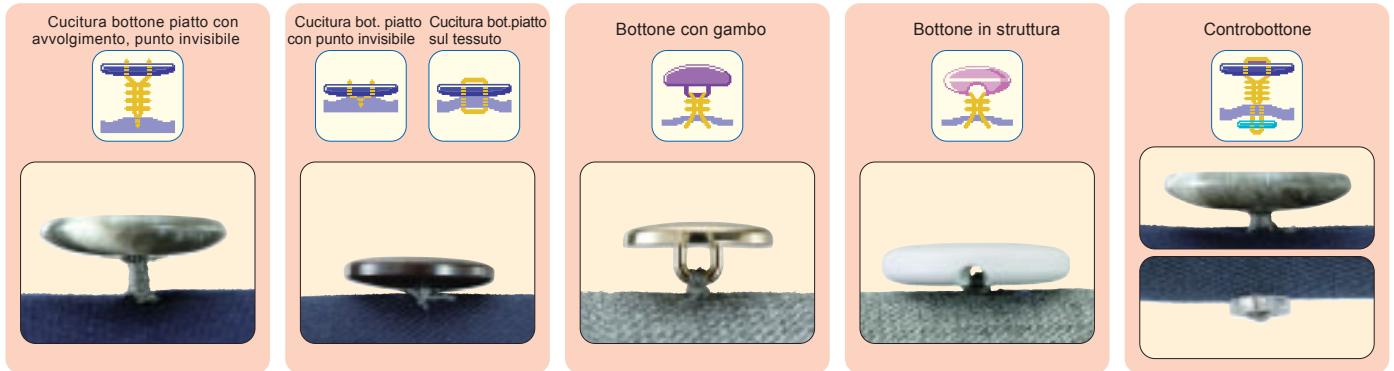 Cucitura bottone piatto con
avvolgimento, punto invisibile
Cucitura bot. piatto
con punto invisibile
Cucitura bot.piatto
sul tessuto
Bottone con gambo
Bottone in struttura
Controbottone